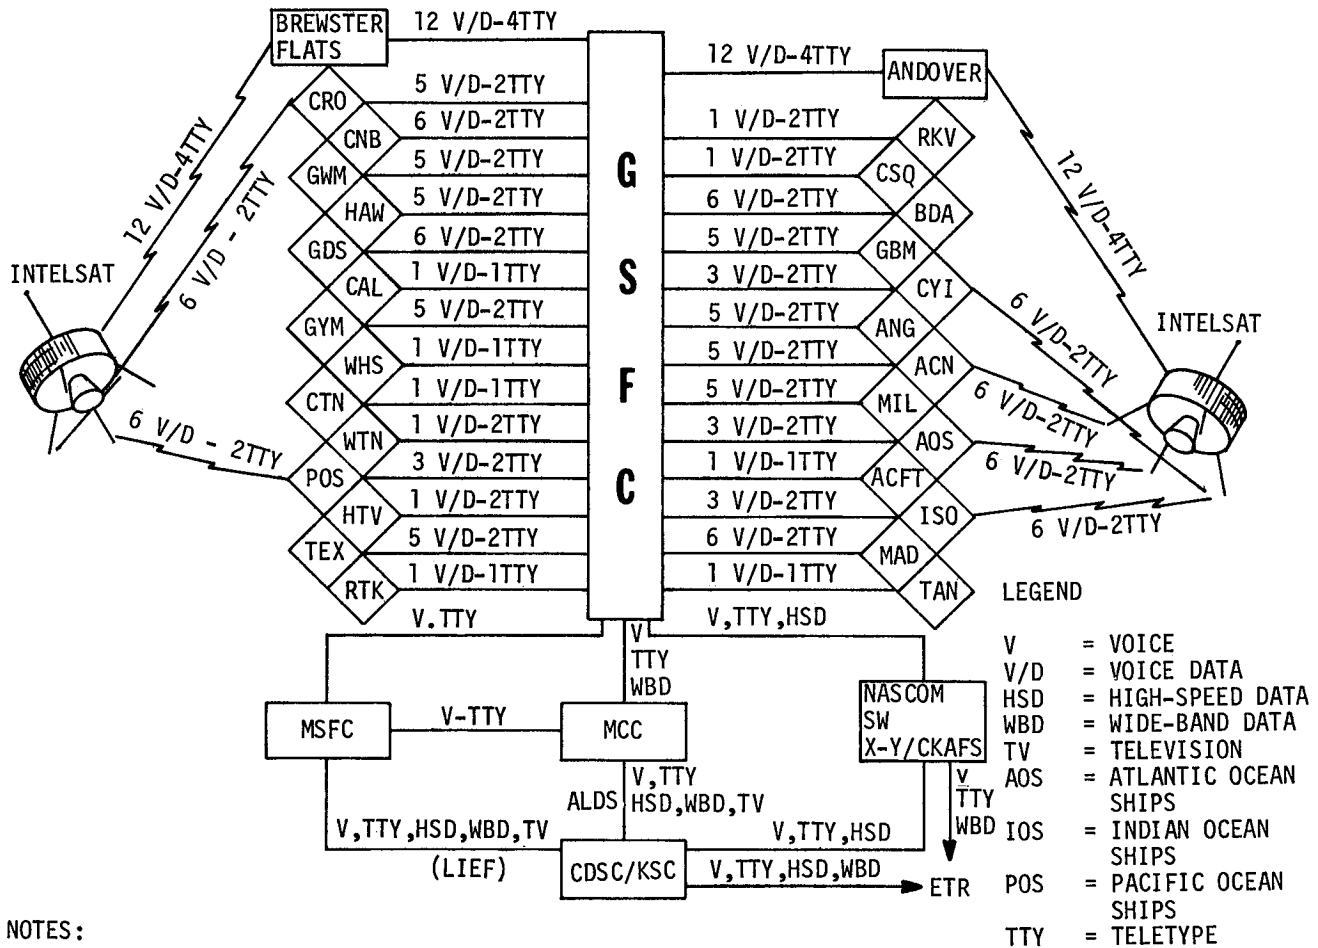 BREWSTER
FLATS
12 V/D-4TTY
12 V/D-4TTY
ANDOVER
CRO
5 V/D-2TTY
CNB
6 V/D-2TTY
1 V/D-2TTY
RKV
GWM
5 V/D-2TTY
1 V/D-2TTY
CSQ
HAW
5 V/D-2TTY
6 V/D-2TTY
BDA
GDS
6 V/D-2TTY
5 V/D-2TTY
GBM
CAL
1 V/D-1TTY
3 V/D-2TTY
CYI
GYM
5 V/D-2TTY
5 V/D-2TTY
ANG
WHS
1 V/D-1TTY
5 V/D-2TTY
ACN
CTN
1 V/D-1TTY
5 V/D-2TTY
MIL
WTN
1 V/D-2TTY
3 V/D-2TTY
AOS
POS
3 V/D-2TTY
1 V/D-1TTY
ACFT
HTV
1 V/D-2TTY
3 V/D-2TTY
ISO
TEX
5 V/D-2TTY
6 V/D-2TTY
MAD
RTK
1 V/D-1TTY
1 V/D-1TTY
TAN
GSFC
12 V/D-4TTY
6 V/D - 2TTY
INTELSAT
6 V/D - 2TTY
12 V/D-4TTY
INTELSAT
6 V/D-2TTY
6 V/D-2TTY
6 V/D-2TTY
6 V/D-2TTY
V.TTY
V
TTY
WBD
V,TTY,HSD
MSFC
V-TTY
MCC
NASCOM
SW
X-Y/CKAFS
ALDS
V,TTY
HSD,WBD,TV
V
TTY
WBD
V,TTY,HSD,WBD,TV
(LIEF)
V,TTY,HSD
CDSC/KSC
V,TTY,HSD,WBD
ETR
LEGEND
V = VOICE
V/D = VOICE DATA
HSD = HIGH-SPEED DATA
WBD = WIDE-BAND DATA
TV = TELEVISION
AOS = ATLANTIC OCEAN
SHIPS
IOS = INDIAN OCEAN
SHIPS
POS = PACIFIC OCEAN
SHIPS
TTY = TELETYPE
NOTES: